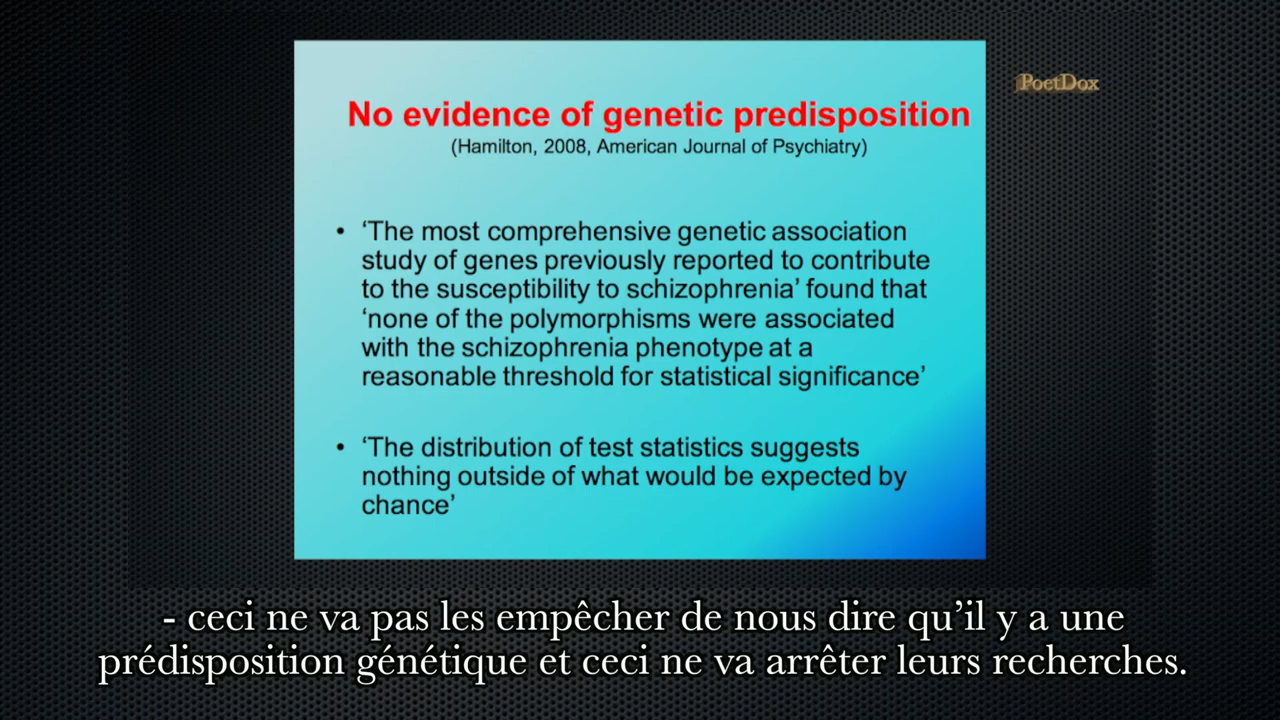 PoetDox
No evidence of genetic predisposition
(Hamilton, 2008, American Journal of Psychiatry)
• ‘The most comprehensive genetic association
study of genes previously reported to contribute
to the susceptibility to schizophrenia’ found that
‘none of the polymorphisms were associated
with the schizophrenia phenotype at a
reasonable threshold for statistical significance’
• ‘The distribution of test statistics suggests
nothing outside of what would be expected by
chance’
- ceci ne va pas les empêcher de nous dire qu’il y a une
prédisposition génétique et ceci ne va arrêter leurs recherches.